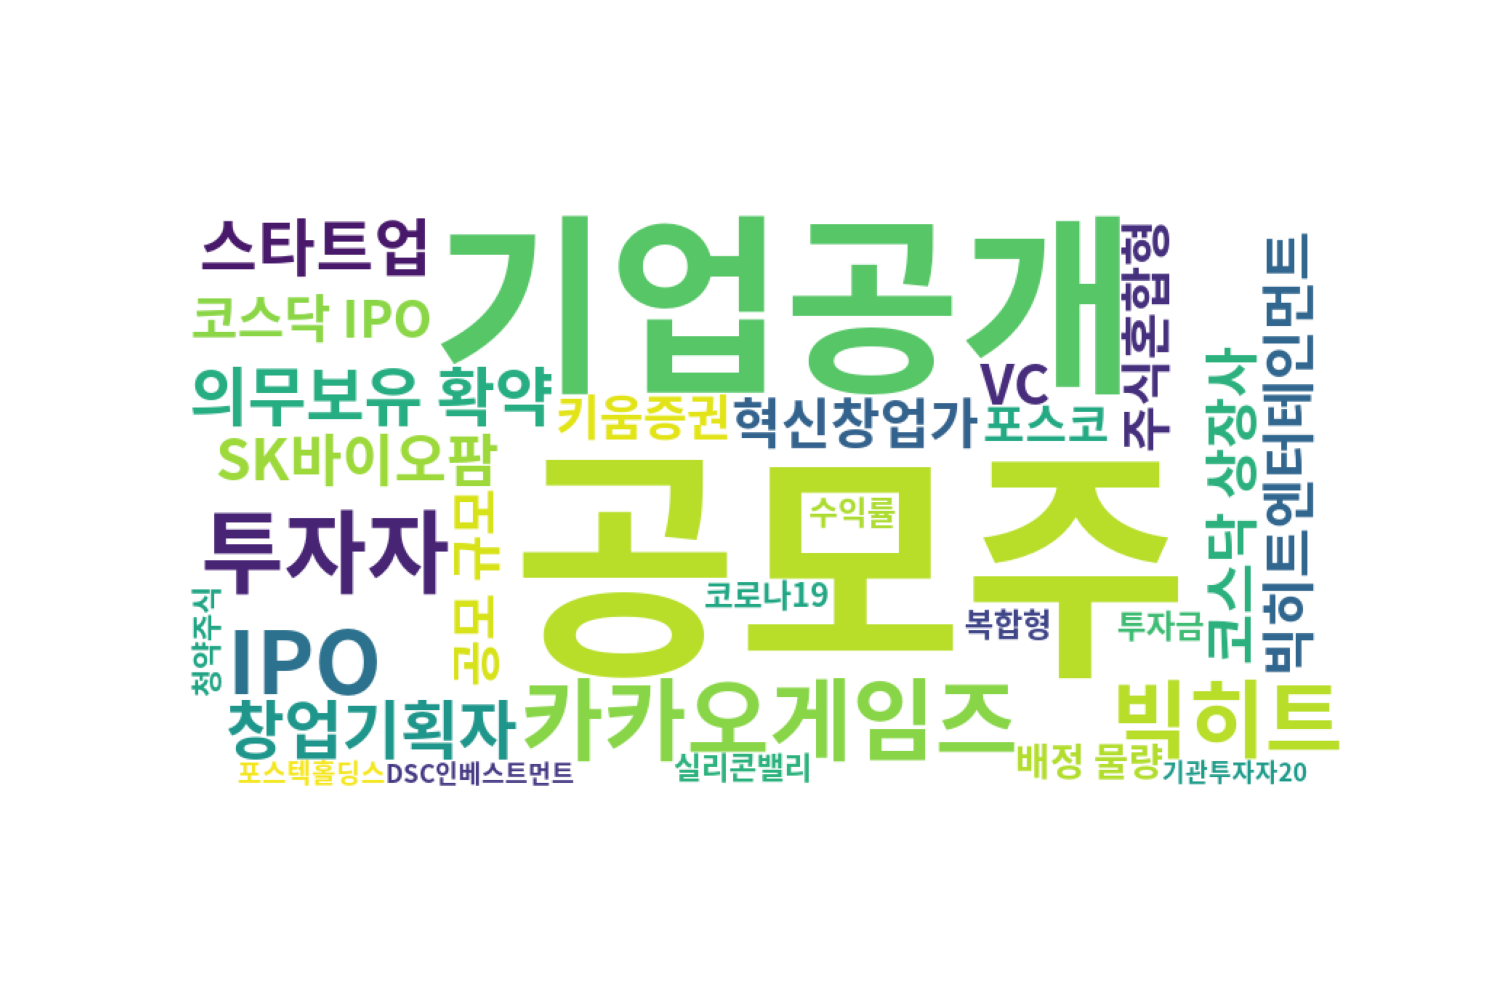 스타트업
기업공개
주식혼합형
빅히트엔터테인먼트
코스닥 IPO
코스닥 상장사
VC
의무보유 확약
키움증권
혁신창업가
포스코
SK바이오팜
공모주
수익률
투자자
공모 규모
코로나19
복합형
투자금
청약주식
IPO
창업기획자
카카오게임즈
빅히트
실리콘밸리
배정 물량
포스텍홀딩스
DSC인베스트먼트
기관투자자20